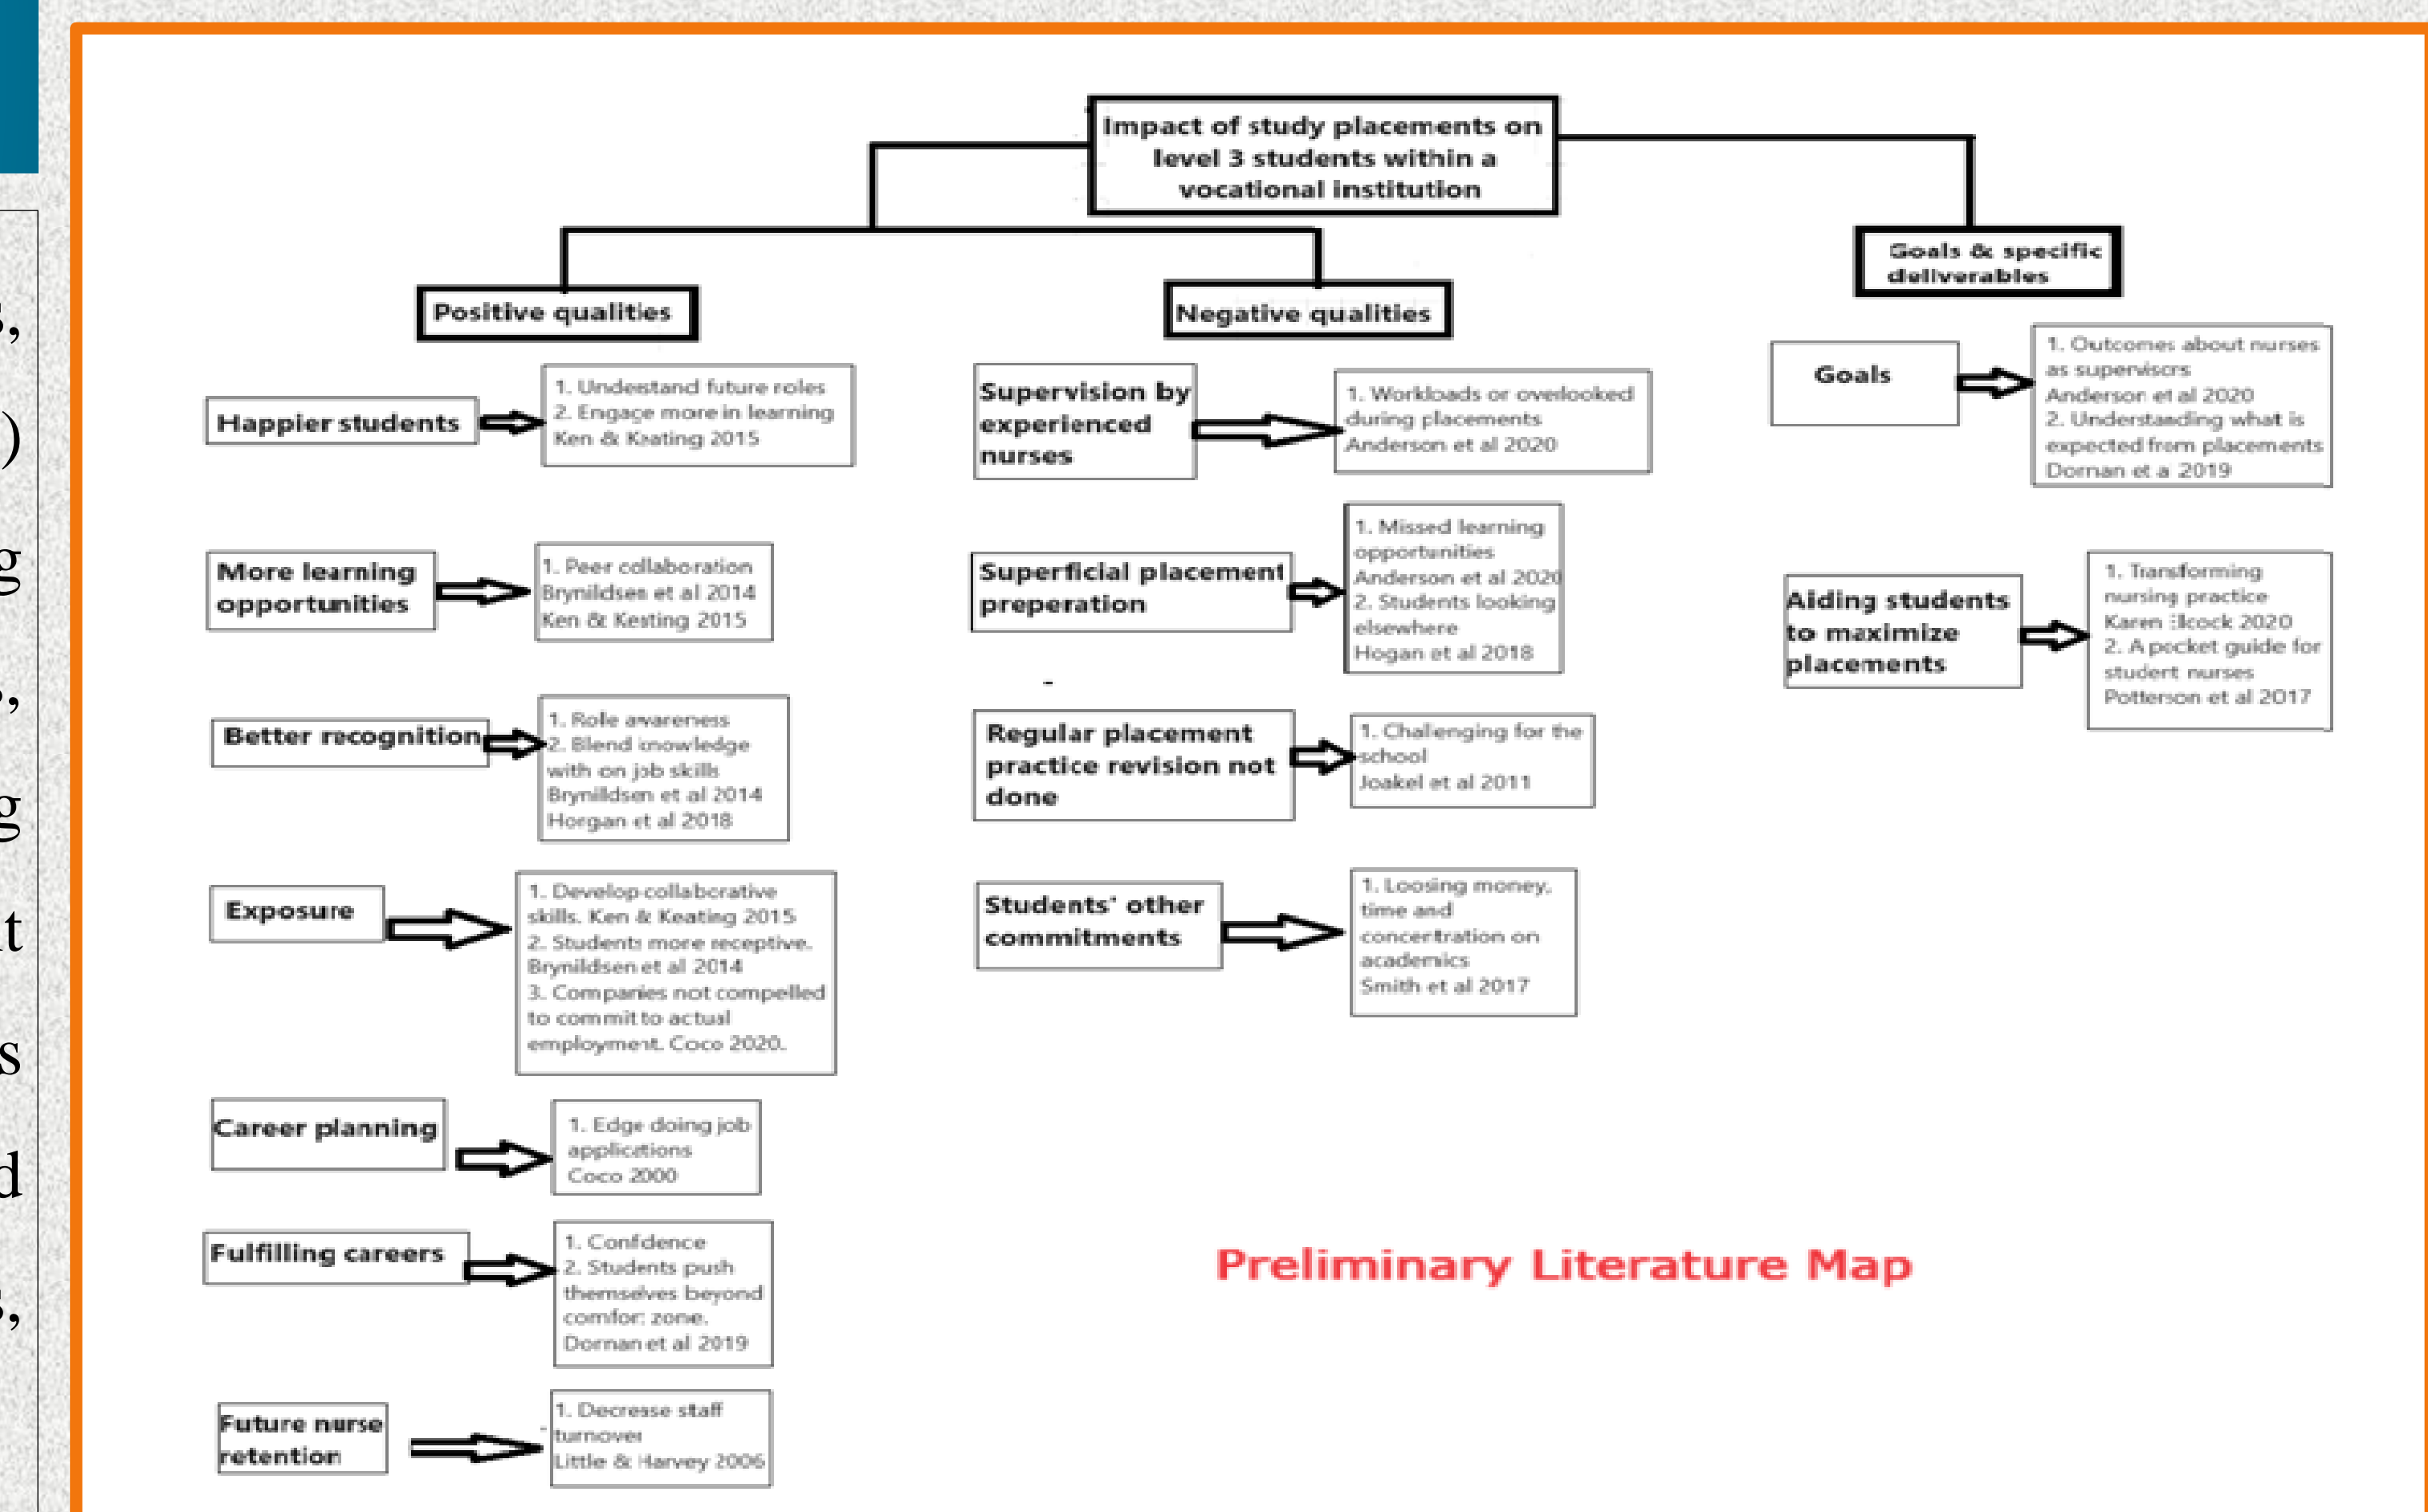 s,
)
g
,
g
t
s
d
s,
Impact of study placements on
level 3 students within a
vocational institution
Positive qualities
Happier students
1. Understand future roles
2. Engage more in learning
Ken & Keating 2015
More learning
opportunities
1. Peer collaboration
Brynildsen et al 2014
Ken & Keating 2015
Better recognition
1. Role awareness
2. Blend knowledge
with on job skills
Brynilldsen et al 2014
Horgan et al 2018
Exposure
1. Develop collaborative
skills. Ken & Keating 2015
2. Students more receptive.
Brynildsen et al 2014
3. Companies not compelled
to commit to actual
employment. Coco 2020.
Career planning
1. Edge doing job
applications
Coco 2000
Fulfilling careers
1. Confidence
2. Students push
themselves beyond
comfort zone.
Dornan et al 2019
Future nurse
retention
1. Decrease staff
turnover
Little & Harvey 2006
Negative qualities
Supervision by
experienced
nurses
1. Workloads or overlooked
during placements
Anderson et al 2020
Superficial placement
preperation
1. Missed learning
opportunities
Anderson et al 2020
2. Students looking
elsewhere
Hogan et al 2018
Regular placement
practice revision not
done
1. Challenging for the
school
Joakel et al 2011
Students' other
commitments
1. Loosing money,
time and
concentration on
academics
Smith et al 2017
Goals & specific
deliverables
Goals
1. Outcomes about nurses
as supervisors
Anderson et al 2020
2. Understanding what is
expected from placements
Dornan et a 2019
Aiding students
to maximize
placements
1. Transforming
nursing practice
Karen Elcock 2020
2. A pocket guide for
student nurses
Potterson et al 2017
Preliminary Literature Map